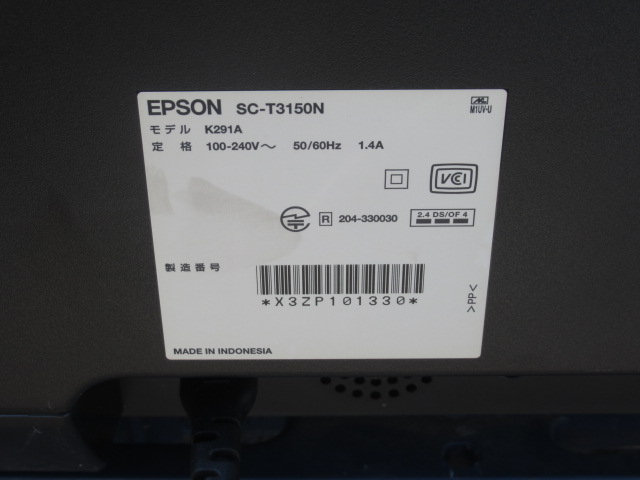 EPSON SC-T3150N
M1UV-U
モデル K291A
定 格 100-240V～ 50/60Hz 1.4A
VCI
R 204-330030
2.4 DS/OF 4
製造番号
*X3ZP101330*
>PP<
MADE IN INDONESIA